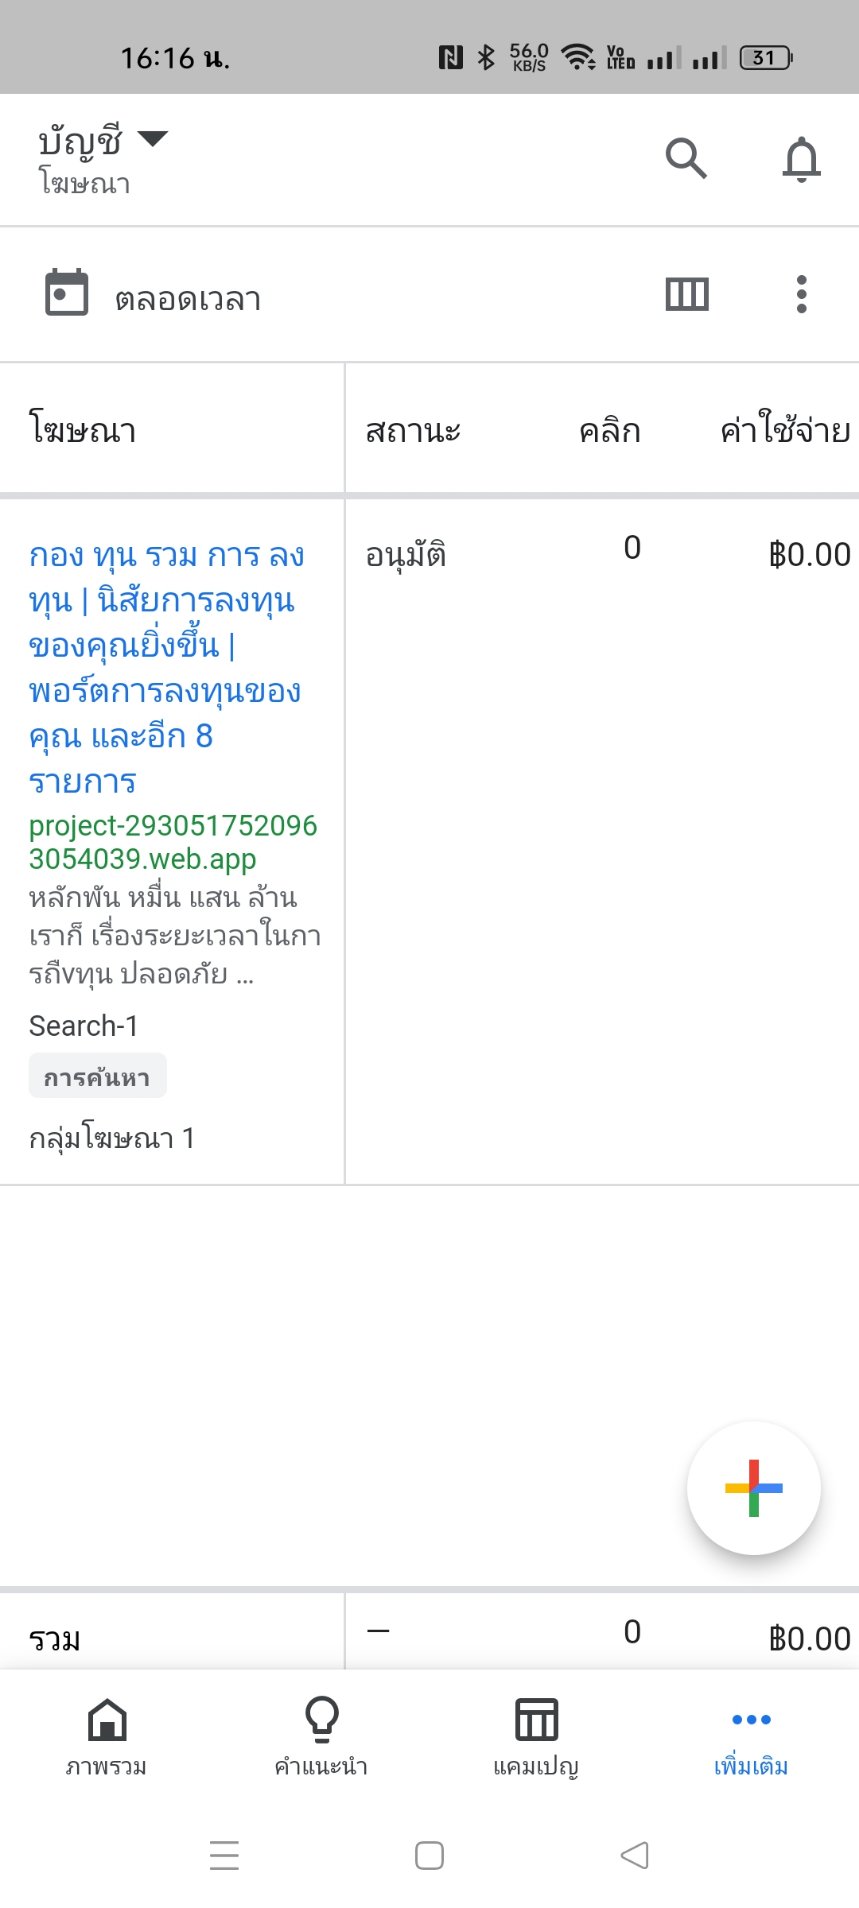 16:16 น.
56.0 KB/S
Vo LTED
31
บัญชี
โฆษณา
ตลอดเวลา
โฆษณา สถานะ คลิก ค่าใช้จ่าย
กอง ทุน รวม การ ลง
ทุน | นิสัยการลงทุน
ของคุณยิ่งขึ้น |
พอร์ตการลงทุนของ
คุณ และอีก 8
รายการ
อนุมัติ 0 ฿0.00
project-293051752096
3054039.web.app
หลักพัน หมื่น แสน ล้าน
เราก็ เรื่องระยะเวลาในกา
รถืvทุน ปลอดภัย ...
Search-1
การค้นหา
กลุ่มโฆษณา 1
รวม — 0 ฿0.00
ภาพรวม คำแนะนำ แคมเปญ เพิ่มเติม